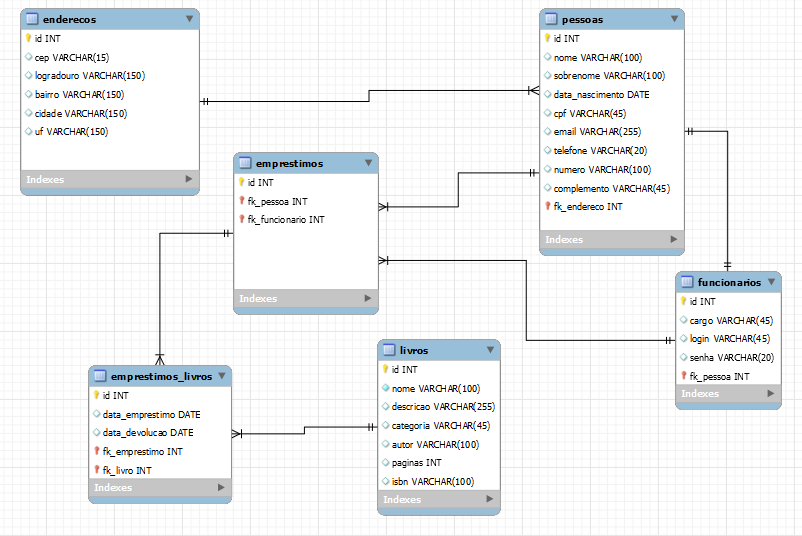 enderecos
id INT
cep VARCHAR(15)
logradouro VARCHAR(150)
bairro VARCHAR(150)
cidade VARCHAR(150)
uf VARCHAR(150)
Indexes
pessoas
id INT
nome VARCHAR(100)
sobrenome VARCHAR(100)
data_nascimento DATE
cpf VARCHAR(45)
email VARCHAR(255)
telefone VARCHAR(20)
numero VARCHAR(100)
complemento VARCHAR(45)
fk_endereco INT
Indexes
emprestimos
id INT
fk_pessoa INT
fk_funcionario INT
Indexes
funcionarios
id INT
cargo VARCHAR(45)
login VARCHAR(45)
senha VARCHAR(20)
fk_pessoa INT
Indexes
livros
id INT
nome VARCHAR(100)
descricao VARCHAR(255)
categoria VARCHAR(45)
autor VARCHAR(100)
paginas INT
isbn VARCHAR(100)
Indexes
emprestimos_livros
id INT
data_emprestimo DATE
data_devolucao DATE
fk_emprestimo INT
fk_livro INT
Indexes